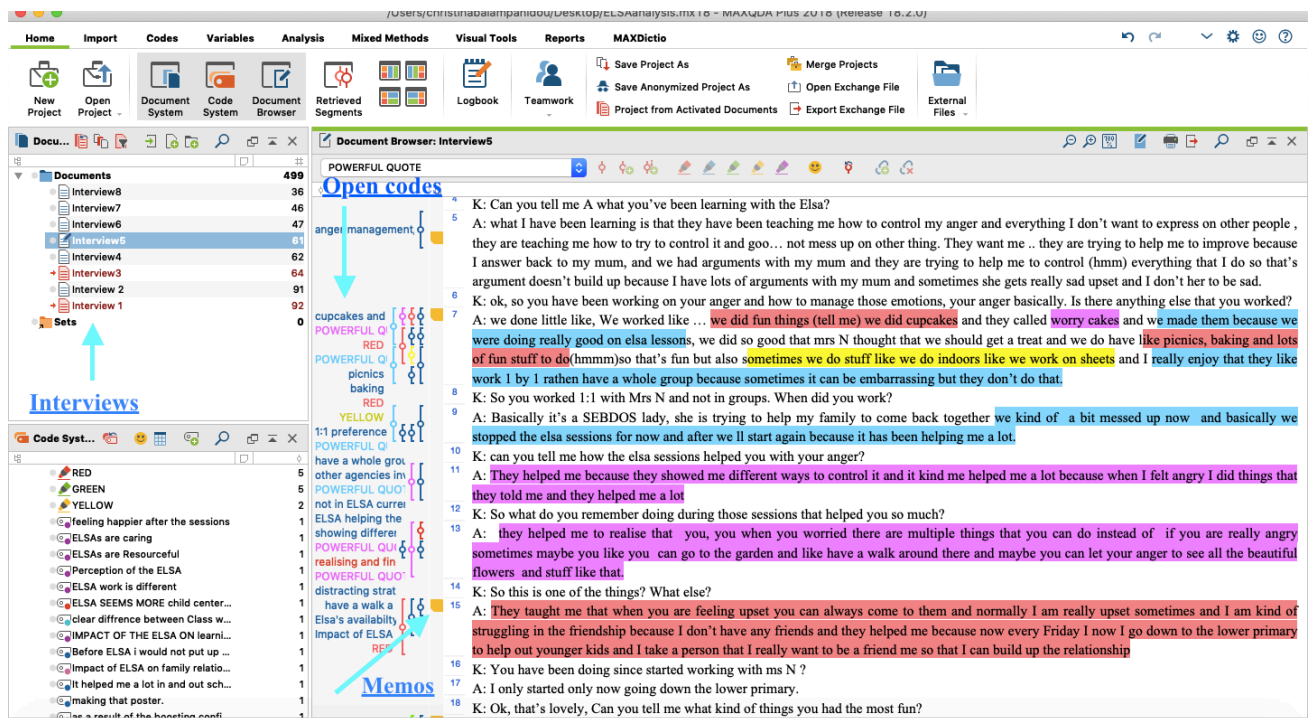 /Users/christinabalampanidou/Desktop/ELSAanalysis.mx18 - MAXQDA Plus 2018 (Release 18.2.0)
Home Import Codes Variables Analysis Mixed Methods Visual Tools Reports MAXDictio
New Project
Open Project
Document System
Code System
Document Browser
Retrieved Segments
Logbook
Teamwork
Save Project As
Save Anonymized Project As
Project from Activated Documents
Merge Projects
Open Exchange File
Export Exchange File
External Files
Docu...
Documents 499
Interview8 36
Interview7 46
Interview6 47
Interview5 61
Interview4 62
Interview3 64
Interview 2 91
Interview 1 92
Sets 0
Interviews
Code Syst...
RED 5
GREEN 5
YELLOW 2
feeling happier after the sessions 1
ELSAs are caring 1
ELSAs are Resourceful 1
Perception of the ELSA 1
ELSA work is different 1
ELSA SEEMS MORE child center... 1
clear diffrence between Class w... 1
IMPACT OF THE ELSA ON learni... 1
Before ELSA i would not put up ... 1
Impact of ELSA on family relatio... 1
It helped me a lot in and out sch... 1
making that poster. 1
as a result of the boosting confi... 1
Document Browser: Interview5
POWERFUL QUOTE
Open codes
anger management,
cupcakes and
POWERFUL QU
RED
POWERFUL QU
picnics
baking
RED
YELLOW
1:1 preference
POWERFUL QU
have a whole grou
other agencies inv
POWERFUL QUO
not in ELSA currer
ELSA helping the
showing differer
POWERFUL QUO
realising and fin
POWERFUL QUO
distracting strat
have a walk a
Elsa's availabilty
Impact of ELSA
RED
Memos
4 K: Can you tell me A what you've been learning with the Elsa?
5 A: what I have been learning is that they have been teaching me how to control my anger and everything I don't want to express on other people ,
they are teaching me how to try to control it and goo… not mess up on other thing. They want me .. they are trying to help me to improve because
I answer back to my mum, and we had arguments with my mum and they are trying to help me to control (hmm) everything that I do so that's
argument doesn't build up because I have lots of arguments with my mum and sometimes she gets really sad upset and I don't her to be sad.
6 K: ok, so you have been working on your anger and how to manage those emotions, your anger basically. Is there anything else that you worked?
7 A: we done little like, We worked like … we did fun things (tell me) we did cupcakes and they called worry cakes and we made them because we
were doing really good on elsa lessons, we did so good that mrs N thought that we should get a treat and we do have like picnics, baking and lots
of fun stuff to do(hmmm)so that's fun but also sometimes we do stuff like we do indoors like we work on sheets and I really enjoy that they like
work 1 by 1 rathen have a whole group because sometimes it can be embarrassing but they don't do that.
8 K: So you worked 1:1 with Mrs N and not in groups. When did you work?
9 A: Basically it's a SEBDOS lady, she is trying to help my family to come back together we kind of a bit messed up now and basically we
stopped the elsa sessions for now and after we ll start again because it has been helping me a lot.
10 K: can you tell me how the elsa sessions helped you with your anger?
11 A: They helped me because they showed me different ways to control it and it kind me helped me a lot because when I felt angry I did things that
they told me and they helped me a lot
12 K: So what do you remember doing during those sessions that helped you so much?
13 A: they helped me to realise that you, you when you worried there are multiple things that you can do instead of if you are really angry
sometimes maybe you like you can go to the garden and like have a walk around there and maybe you can let your anger to see all the beautiful
flowers and stuff like that.
14 K: So this is one of the things? What else?
15 A: They taught me that when you are feeling upset you can always come to them and normally I am really upset sometimes and I am kind of
struggling in the friendship because I don't have any friends and they helped me because now every Friday I now I go down to the lower primary
to help out younger kids and I take a person that I really want to be a friend me so that I can build up the relationship
16 K: You have been doing since started working with ms N ?
17 A: I only started only now going down the lower primary.
18 K: Ok, that's lovely, Can you tell me what kind of things you had the most fun?